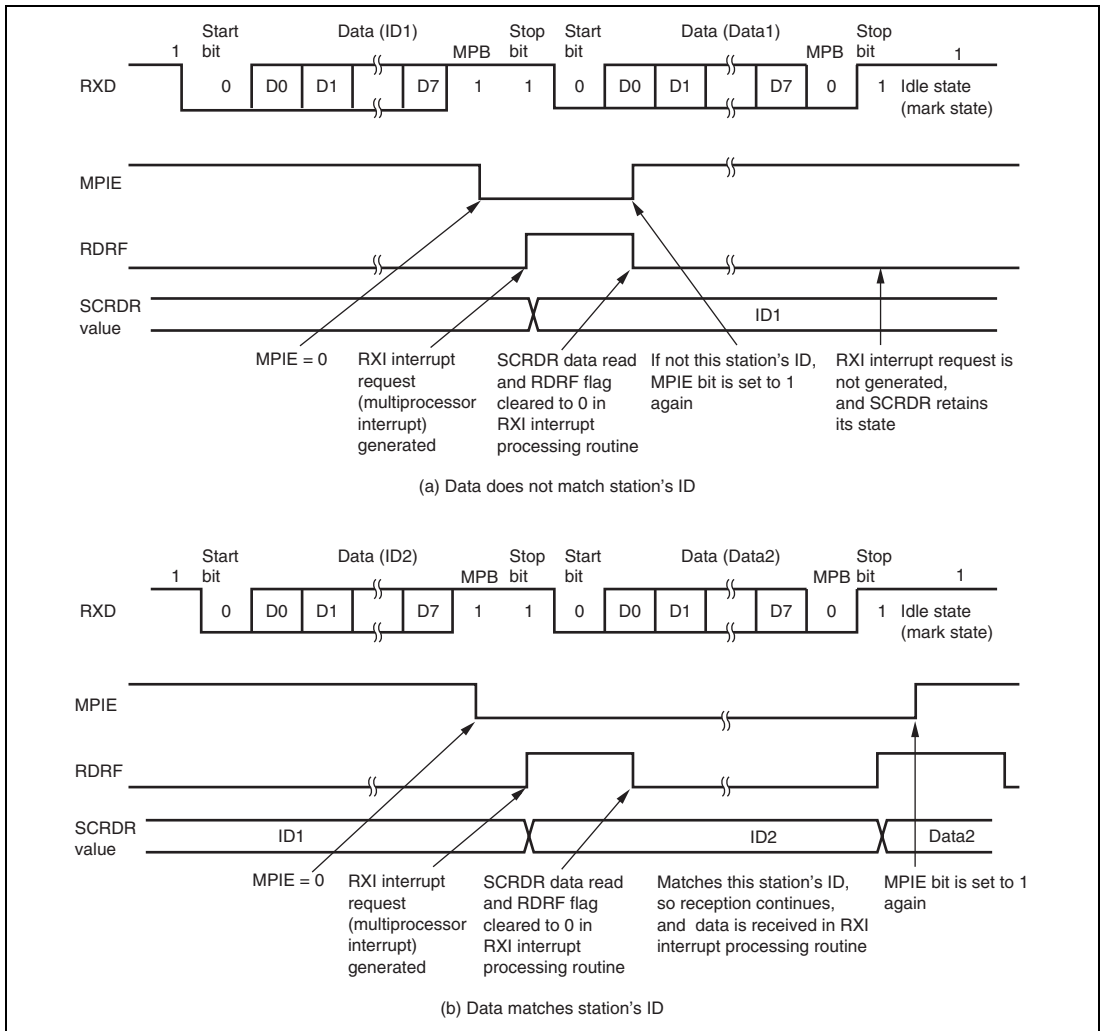 Start bit Data (ID1) MPB Stop bit Start bit Data (Data1) MPB Stop bit
1 1
RXD 0 D0 D1 D7 1 1 0 D0 D1 D7 0 1 Idle state (mark state)
MPIE
RDRF
SCRDR value
ID1
MPIE = 0
RXI interrupt
request
(multiprocessor
interrupt)
generated
SCRDR data read
and RDRF flag
cleared to 0 in
RXI interrupt
processing routine
If not this station's ID,
MPIE bit is set to 1
again
RXI interrupt request is
not generated,
and SCRDR retains
its state
(a) Data does not match station's ID
Start bit Data (ID2) MPB Stop bit Start bit Data (Data2) MPB Stop bit
1 1
RXD 0 D0 D1 D7 1 1 0 D0 D1 D7 0 1 Idle state (mark state)
MPIE
RDRF
SCRDR value
ID1 ID2 Data2
MPIE = 0
RXI interrupt
request
(multiprocessor
interrupt)
generated
SCRDR data read
and RDRF flag
cleared to 0 in
RXI interrupt
processing routine
Matches this station's ID,
so reception continues,
and data is received in RXI
interrupt processing routine
MPIE bit is set to 1
again
(b) Data matches station's ID